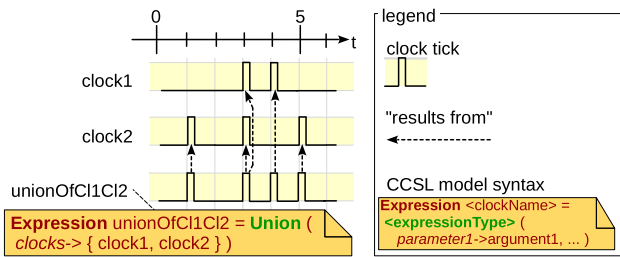 0
5
t
clock1
clock2
unionOfCl1Cl2
Expression unionOfCl1Cl2 = Union (
clocks-> { clock1, clock2 } )
legend
clock tick
"results from"
CCSL model syntax
Expression <clockName> =
<expressionType> (
parameter1->argument1, ... )